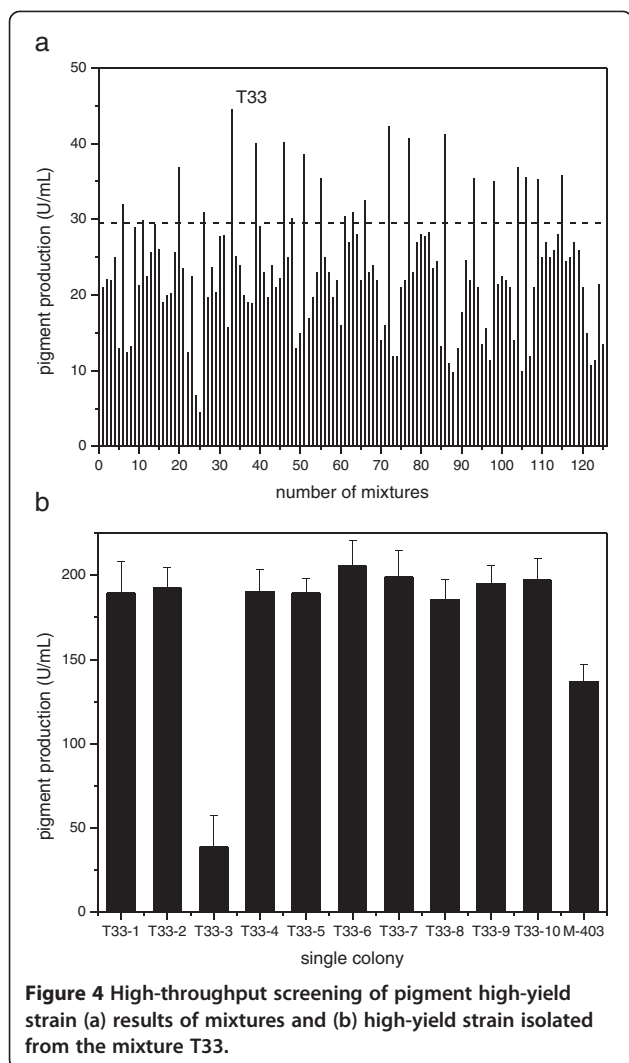 a
50
40
30
20
10
0
pigment production (U/mL)
T33
0 10 20 30 40 50 60 70 80 90 100 110 120
number of mixtures
b
200
150
100
50
0
pigment production (U/mL)
T33-1 T33-2 T33-3 T33-4 T33-5 T33-6 T33-7 T33-8 T33-9 T33-10 M-403
single colony
Figure 4 High-throughput screening of pigment high-yield
strain (a) results of mixtures and (b) high-yield strain isolated
from the mixture T33.